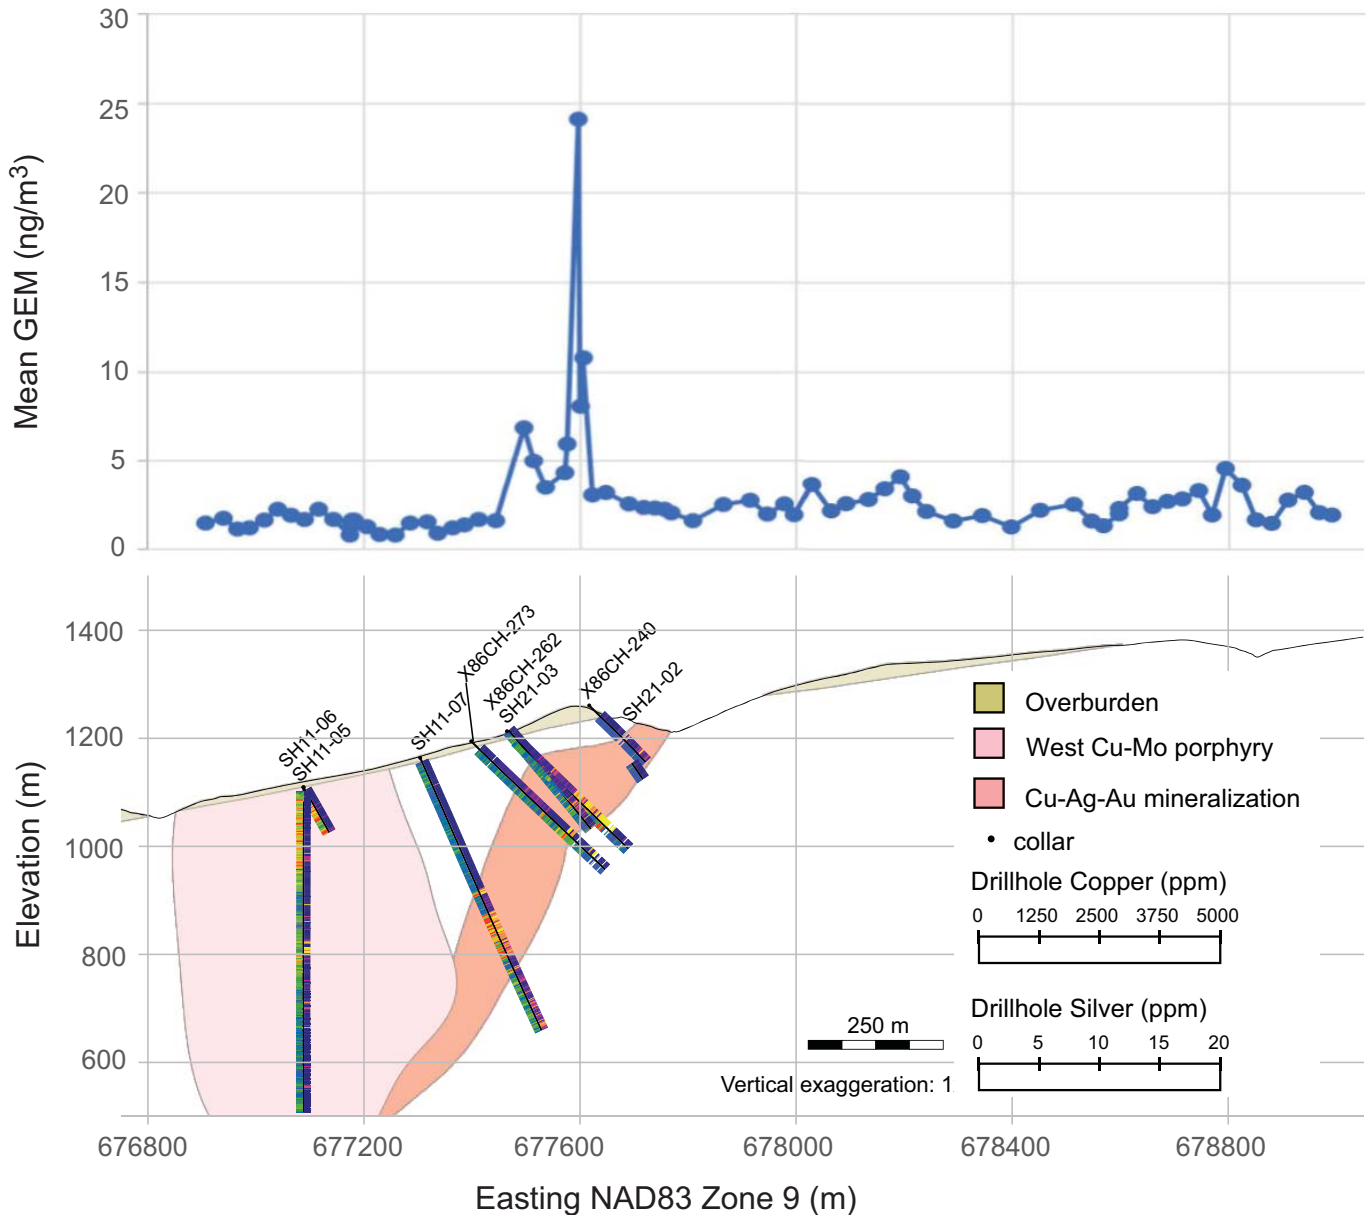 30
25
20
15
10
5
0
Mean GEM (ng/m³)
1400
1200
1000
800
600
Elevation (m)
SH11-06
SH11-05
SH11-07
X86CH-273
X86CH-262
SH21-03
X86CH-240
SH21-02
Overburden
West Cu-Mo porphyry
Cu-Ag-Au mineralization
collar
Drillhole Copper (ppm)
0 1250 2500 3750 5000
Drillhole Silver (ppm)
0 5 10 15 20
250 m
Vertical exaggeration: 1
676800 677200 677600 678000 678400 678800
Easting NAD83 Zone 9 (m)